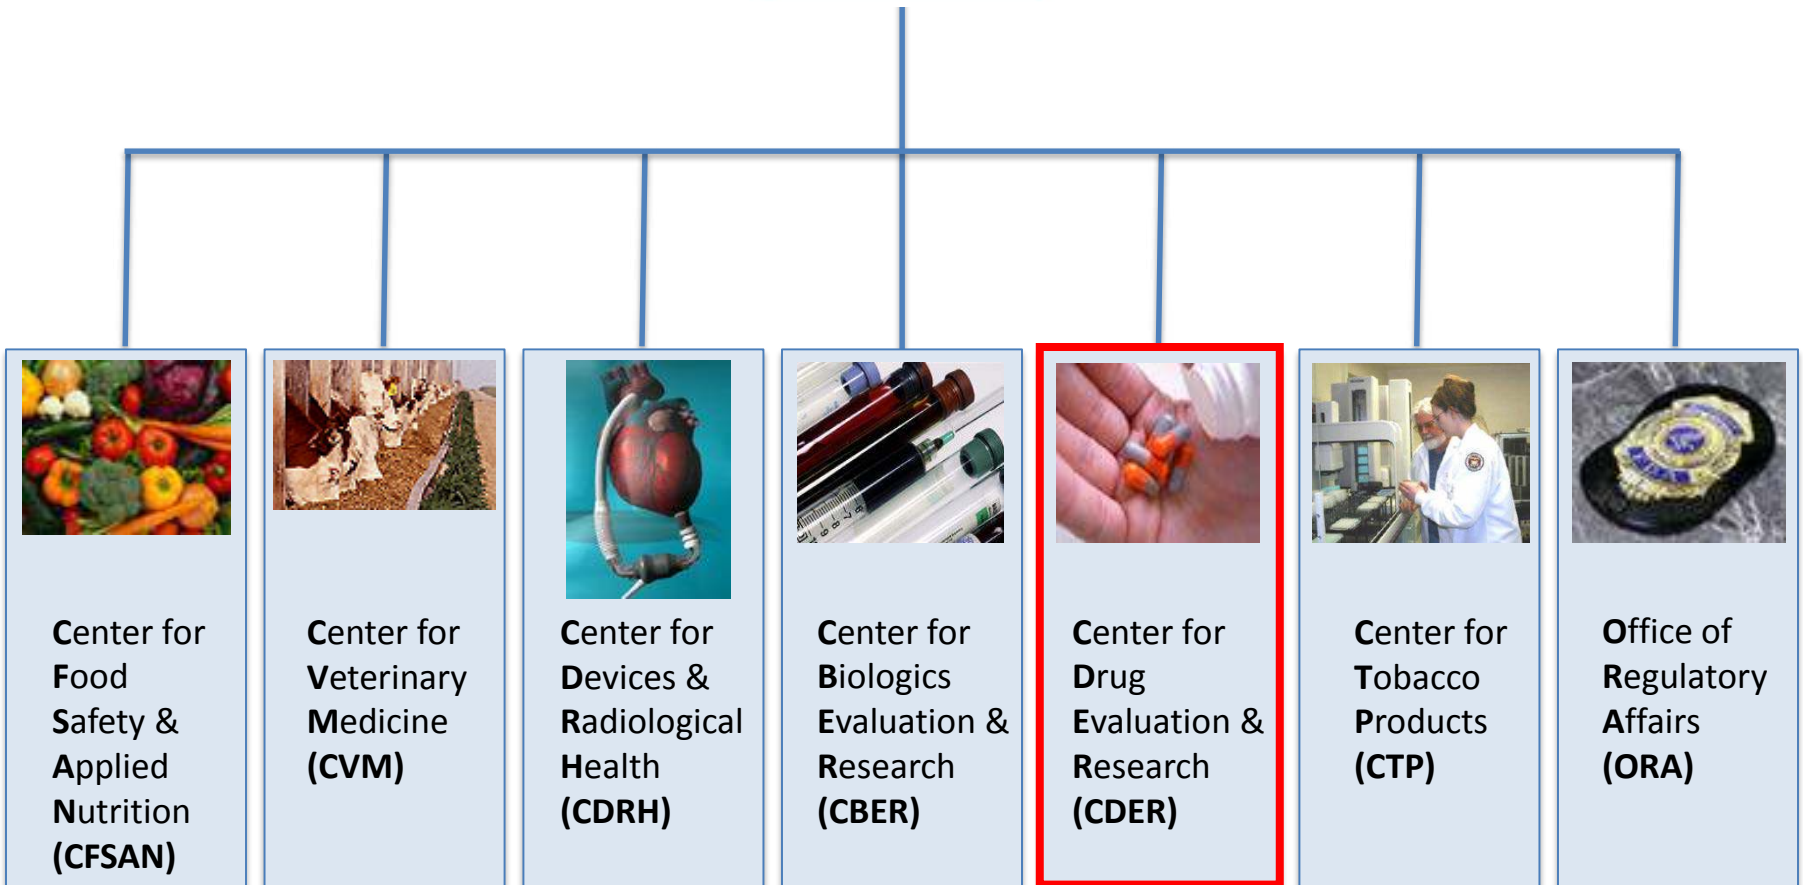 Center for
Food
Safety &
Applied
Nutrition
(CFSAN)
Center for
Veterinary
Medicine
(CVM)
Center for
Devices &
Radiological
Health
(CDRH)
Center for
Biologics
Evaluation &
Research
(CBER)
Center for
Drug
Evaluation &
Research
(CDER)
Center for
Tobacco
Products
(CTP)
Office of
Regulatory
Affairs
(ORA)